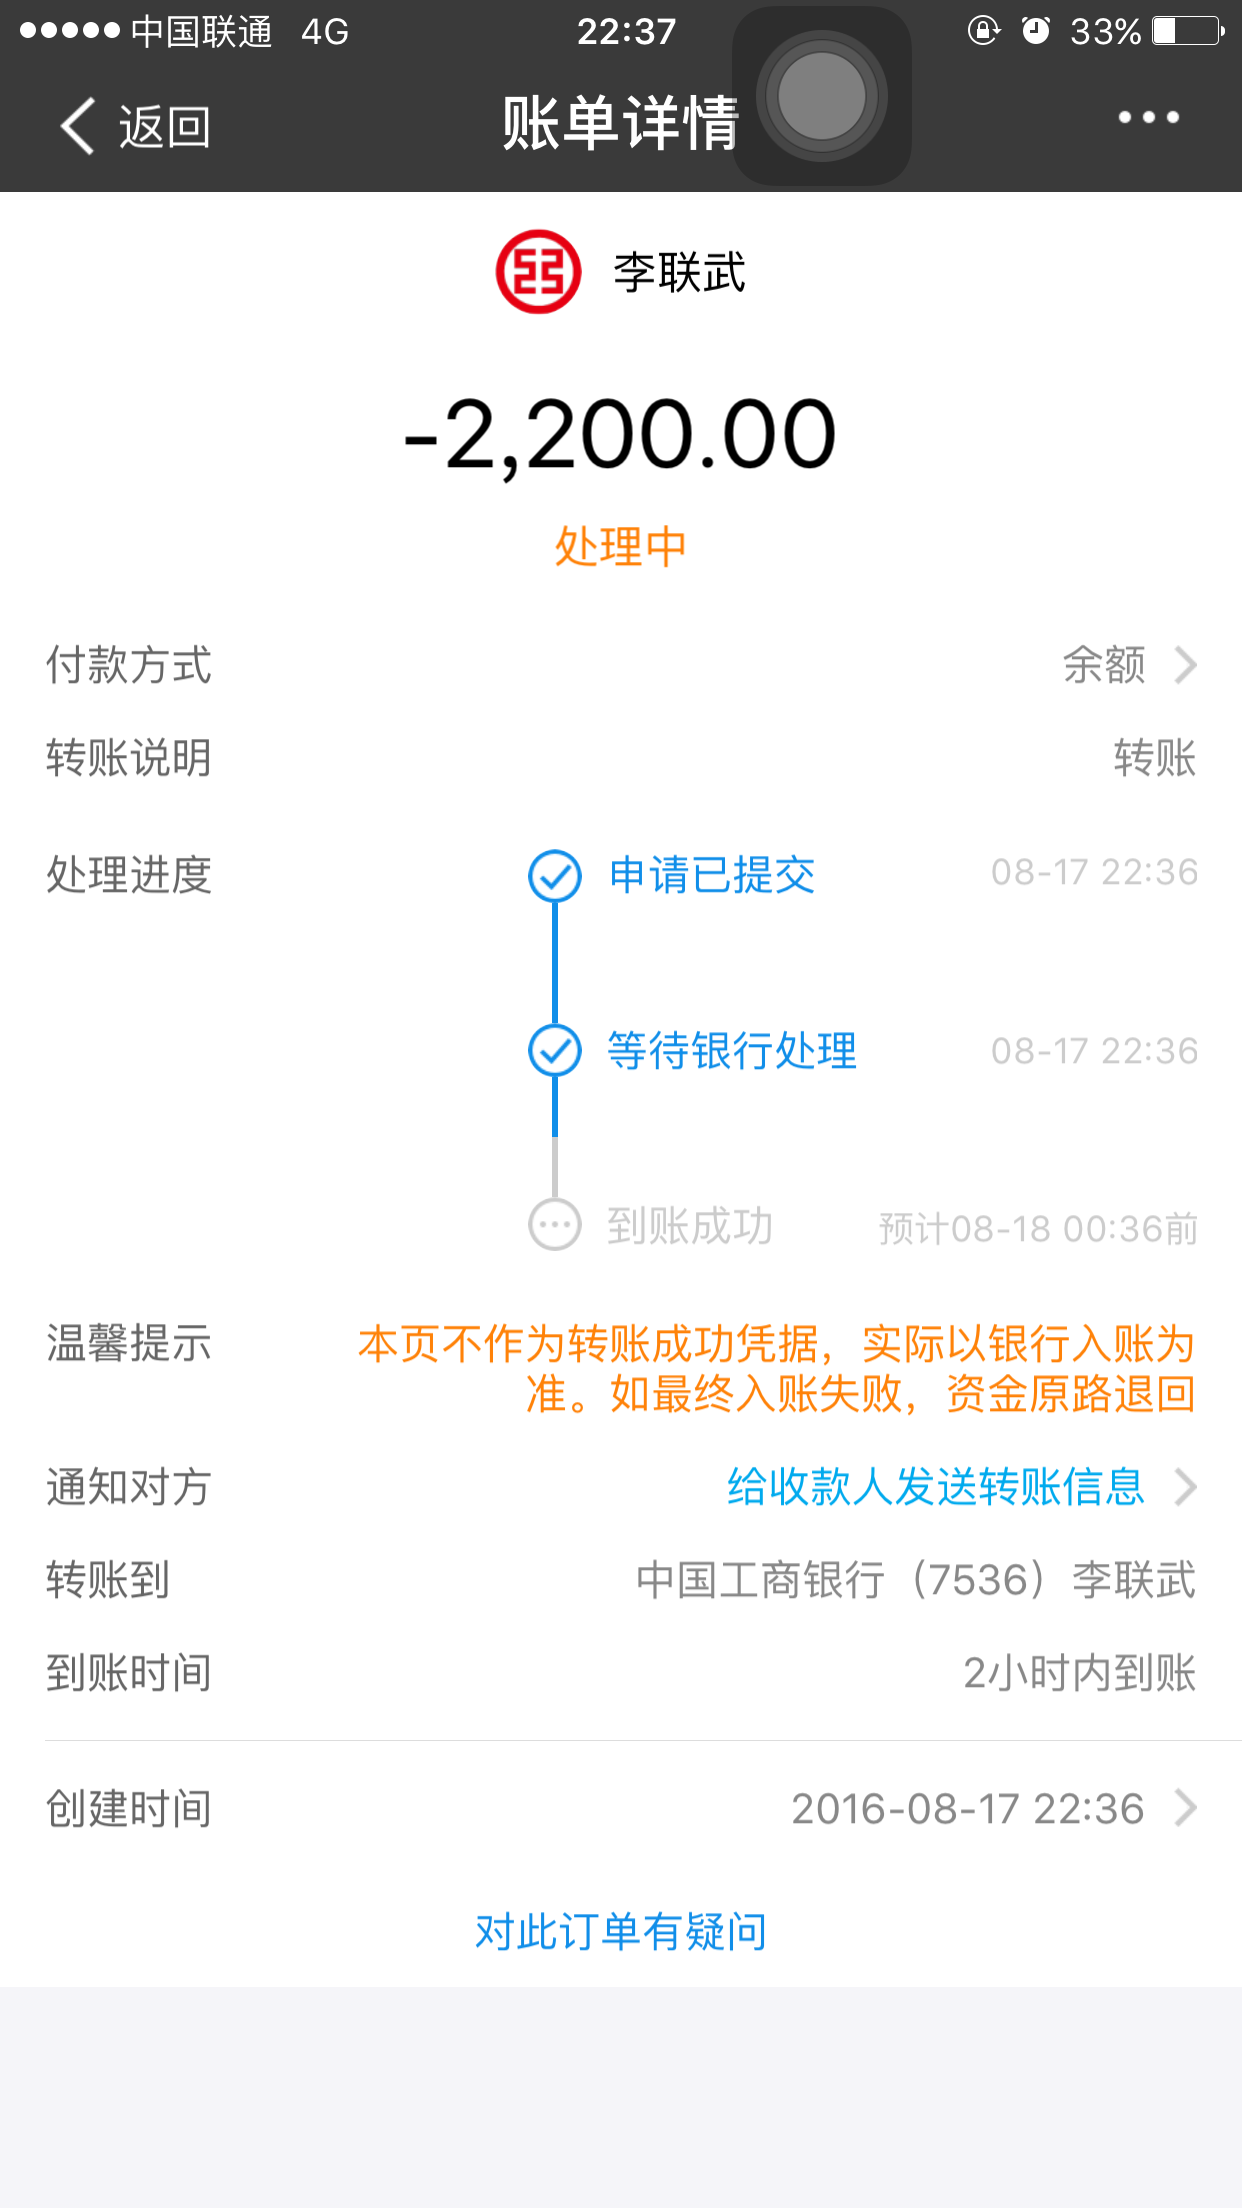 中国联通 4G 22:37 33%
返回 账单详情
李联武
-2,200.00
处理中
付款方式 余额
转账说明 转账
处理进度 申请已提交 08-17 22:36
等待银行处理 08-17 22:36
到账成功 预计08-18 00:36前
温馨提示 本页不作为转账成功凭据，实际以银行入账为
准。如最终入账失败，资金原路退回
通知对方 给收款人发送转账信息
转账到 中国工商银行（7536）李联武
到账时间 2小时内到账
创建时间 2016-08-17 22:36
对此订单有疑问